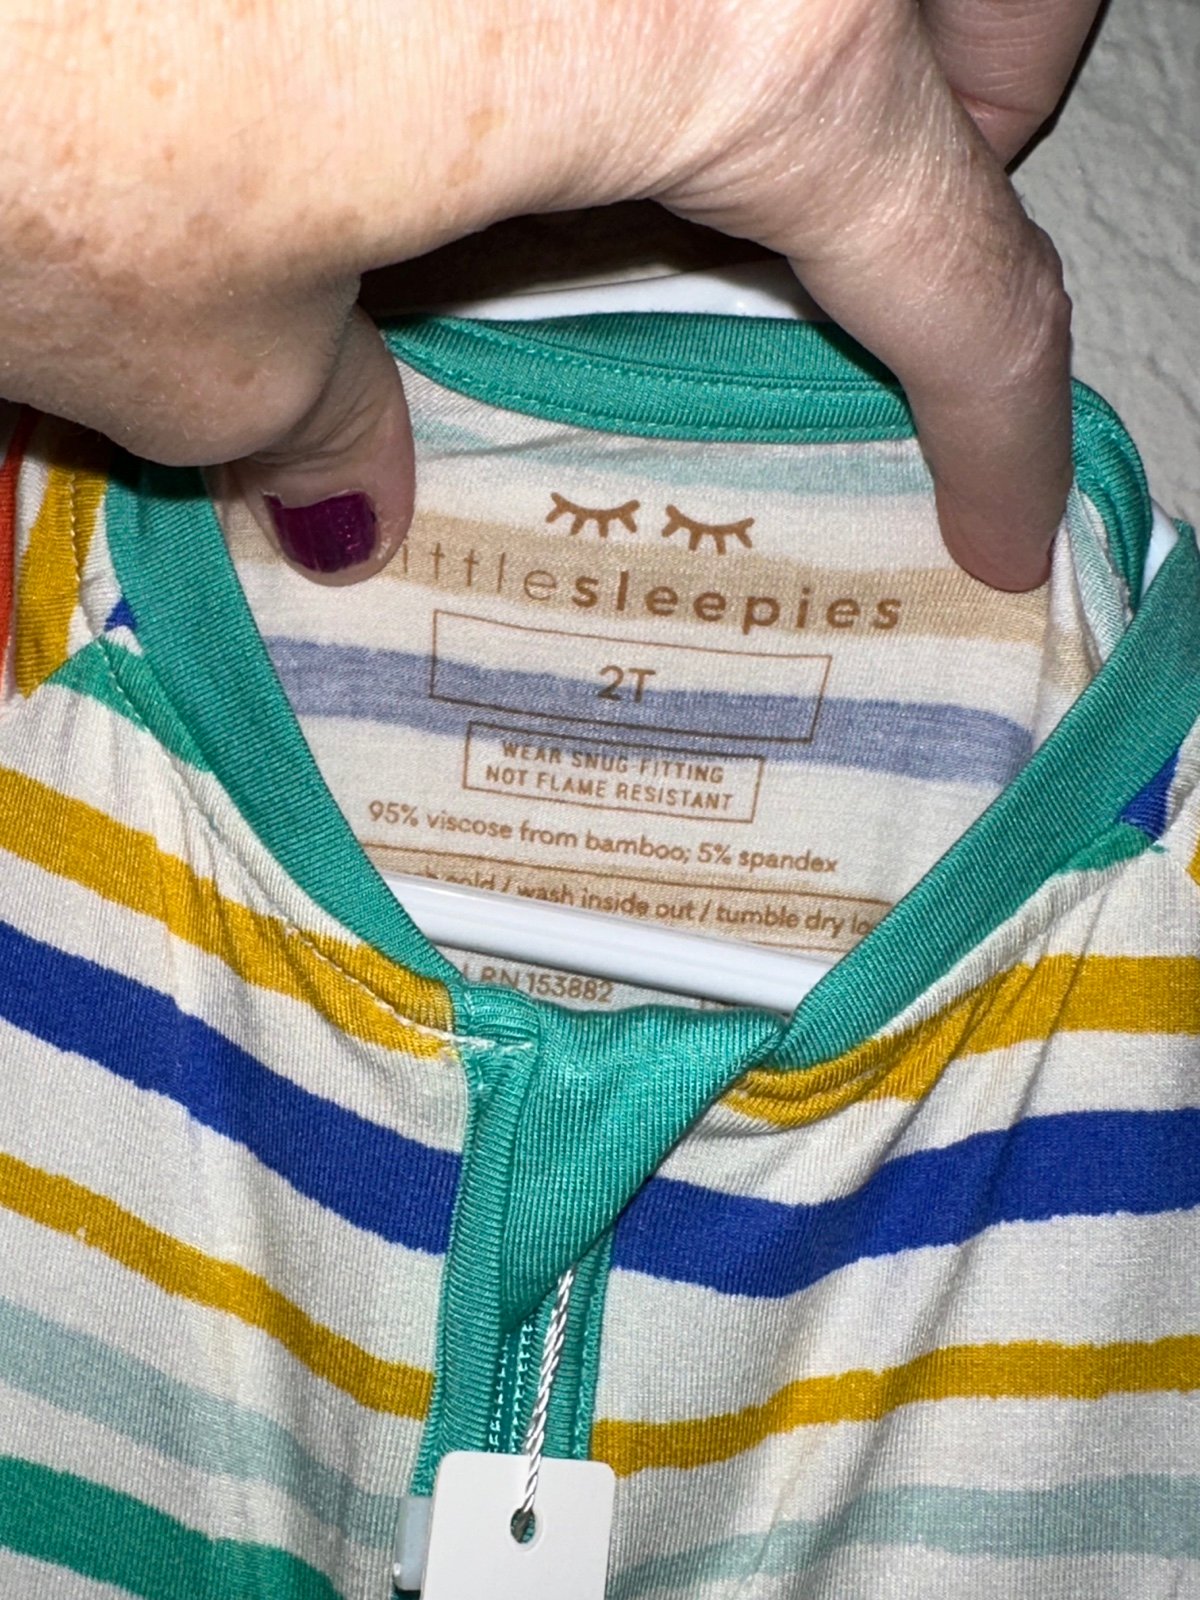 littlesleepies
2T
WEAR SNUG-FITTING
NOT FLAME RESISTANT
95% viscose from bamboo; 5% spandex
cold / wash inside out / tumble dry
RN 153882